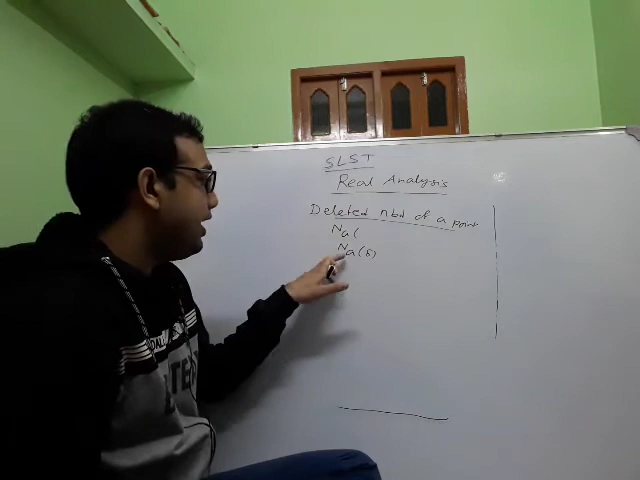 SLST
Real Analysis
Deleted nbd of a point
Na(
Na(δ)